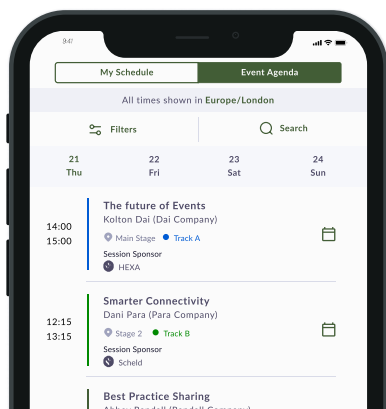 9:47
My Schedule
Event Agenda
All times shown in Europe/London
Filters
Search
21 22 23 24
Thu Fri Sat Sun
The future of Events
Kolton Dai (Dai Company)
14:00
15:00
Main Stage Track A
Session Sponsor
HEXA
Smarter Connectivity
Dani Para (Para Company)
12:15
13:15
Stage 2 Track B
Session Sponsor
Scheld
Best Practice Sharing